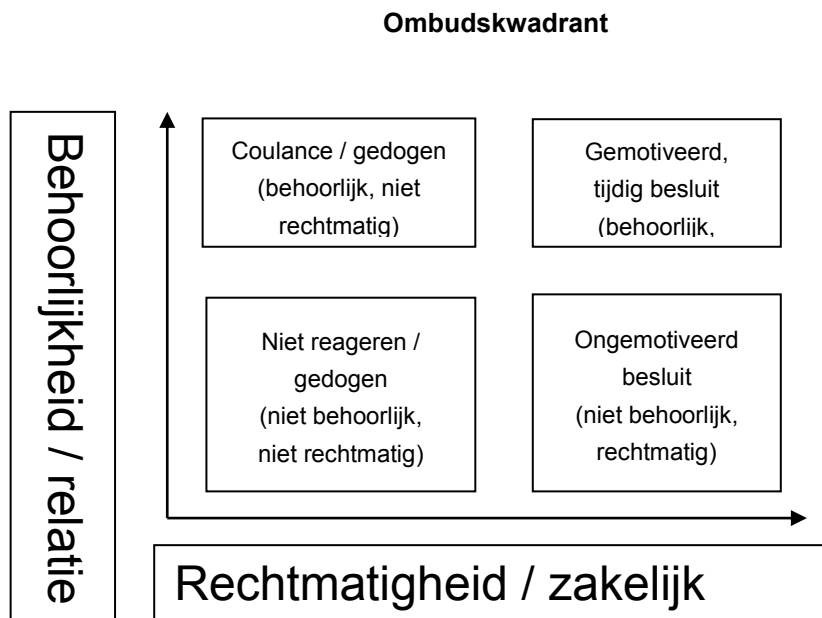 Ombudskwadrant
Behoorlijkheid / relatie
Coulance / gedogen
(behoorlijk, niet
rechtmatig)
Gemotiveerd,
tijdig besluit
(behoorlijk,
Niet reageren /
gedogen
(niet behoorlijk,
niet rechtmatig)
Ongemotiveerd
besluit
(niet behoorlijk,
rechtmatig)
Rechtmatigheid / zakelijk